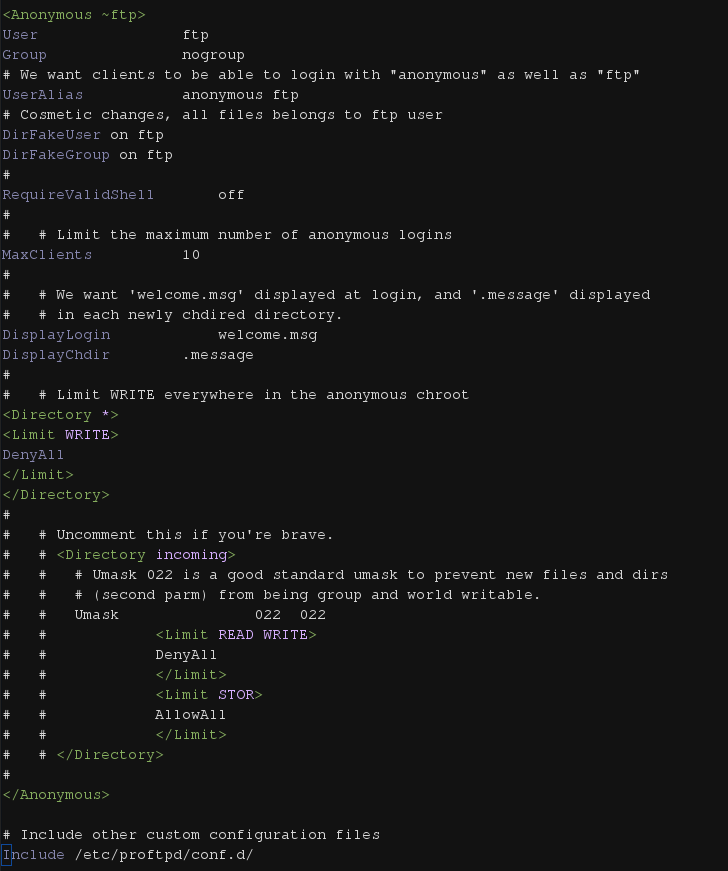 <Anonymous ~ftp>
User ftp
Group nogroup
# We want clients to be able to login with "anonymous" as well as "ftp"
UserAlias anonymous ftp
# Cosmetic changes, all files belongs to ftp user
DirFakeUser on ftp
DirFakeGroup on ftp
#
RequireValidShell off
#
#   # Limit the maximum number of anonymous logins
MaxClients 10
#
#   # We want 'welcome.msg' displayed at login, and '.message' displayed
#   # in each newly chdired directory.
DisplayLogin welcome.msg
DisplayChdir .message
#
#   # Limit WRITE everywhere in the anonymous chroot
<Directory *>
<Limit WRITE>
DenyAll
</Limit>
</Directory>
#
#   # Uncomment this if you're brave.
#   # <Directory incoming>
#   #   # Umask 022 is a good standard umask to prevent new files and dirs
#   #   # (second parm) from being group and world writable.
#   #   Umask 022  022
#   #            <Limit READ WRITE>
#   #            DenyAll
#   #            </Limit>
#   #            <Limit STOR>
#   #            AllowAll
#   #            </Limit>
#   # </Directory>
#
</Anonymous>

# Include other custom configuration files
Include /etc/proftpd/conf.d/